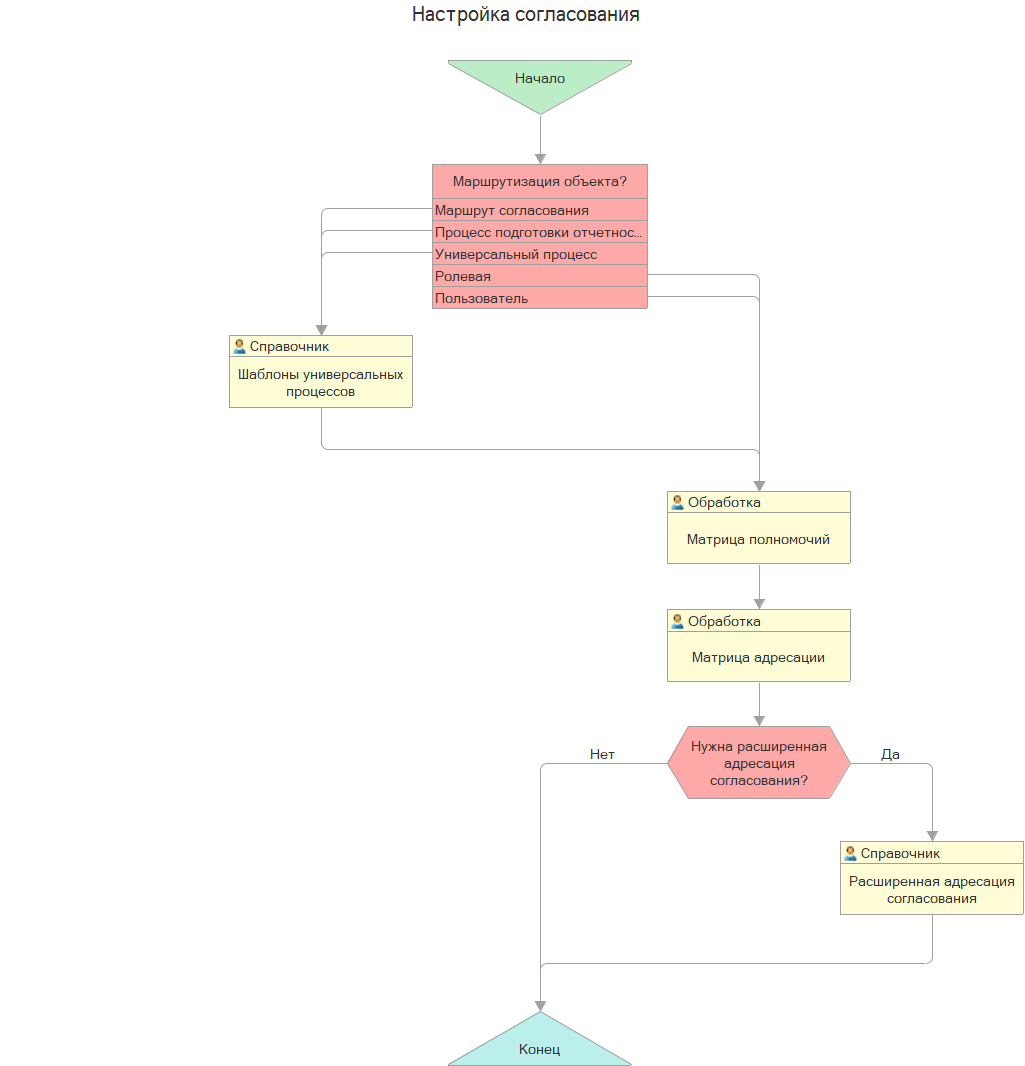 Настройка согласования
Начало
Маршрутизация объекта?
Маршрут согласования
Процесс подготовки отчетнос...
Универсальный процесс
Ролевая
Пользователь
Справочник
Шаблоны универсальных
процессов
Обработка
Матрица полномочий
Обработка
Матрица адресации
Нужна расширенная
адресация
согласования?
Нет
Да
Справочник
Расширенная адресация
согласования
Конец